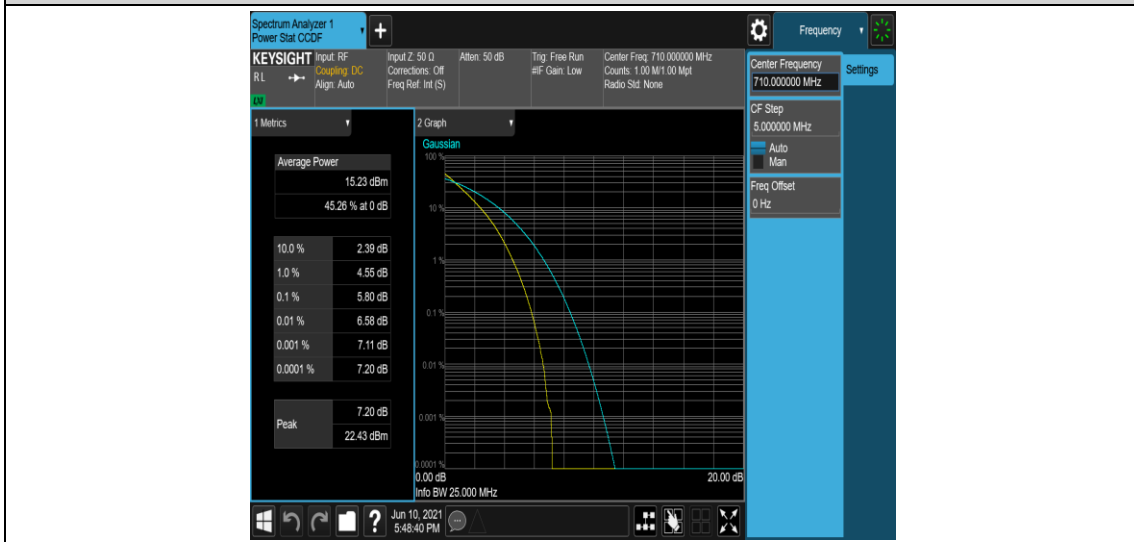 Spectrum Analyzer 1
Power Stat CCDF
+
Frequency
KEYSIGHT
RL
LXI
Input: RF
Coupling: DC
Align: Auto
Input Z: 50 Ω
Corrections: Off
Freq Ref: Int (S)
Atten: 50 dB
Trig: Free Run
#IF Gain: Low
Center Freq: 710.000000 MHz
Counts: 1.00 M/1.00 Mpt
Radio Std: None
Center Frequency
710.000000 MHz
Settings
CF Step
5.000000 MHz
Auto
Man
Freq Offset
0 Hz
1 Metrics
Average Power
15.23 dBm
45.26 % at 0 dB
10.0 % 2.39 dB
1.0 % 4.55 dB
0.1 % 5.80 dB
0.01 % 6.58 dB
0.001 % 7.11 dB
0.0001 % 7.20 dB
Peak
7.20 dB
22.43 dBm
2 Graph
Gaussian
100 %
10 %
1 %
0.1 %
0.01 %
0.001 %
0.0001 %
0.00 dB 20.00 dB
Info BW 25.000 MHz
?
Jun 10, 2021
5:48:40 PM